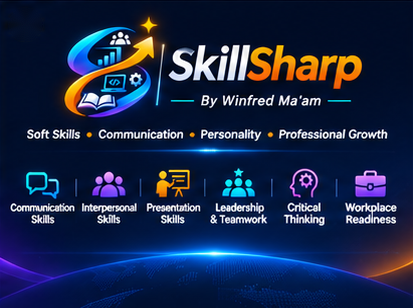 SkillSharp
By Winfred Ma'am
Soft Skills • Communication • Personality • Professional Growth
Communication Skills
Interpersonal Skills
Presentation Skills
Leadership & Teamwork
Critical Thinking
Workplace Readiness